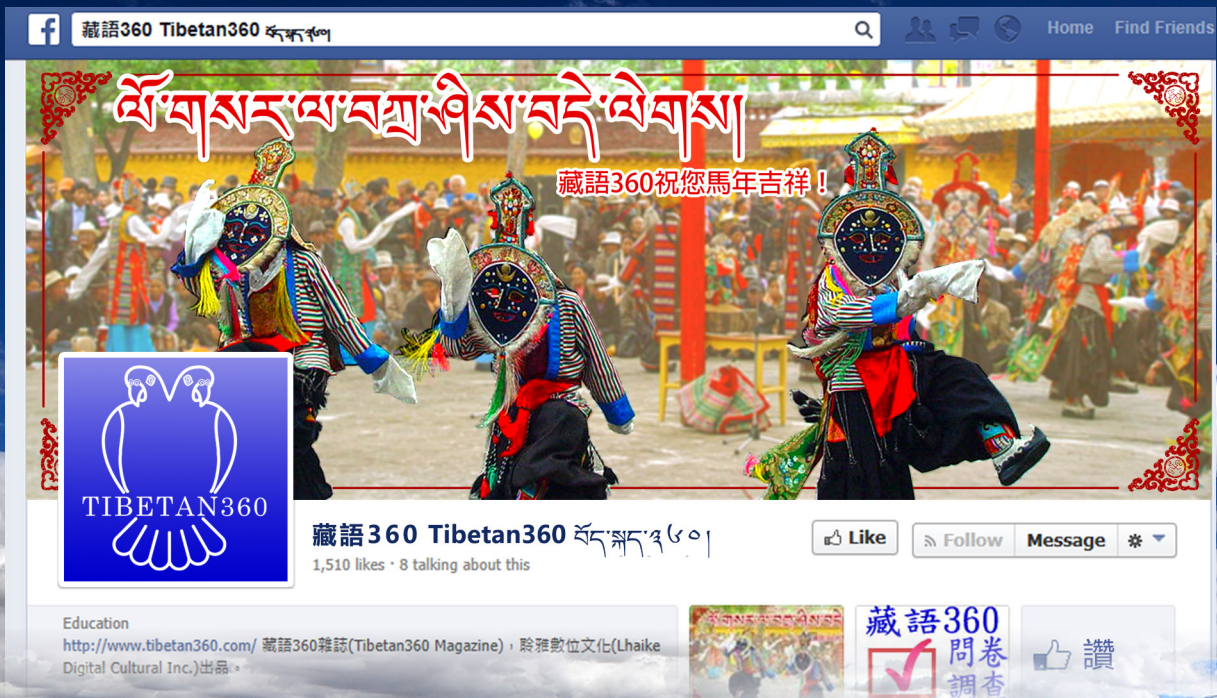 藏語360 Tibetan360 བོད་སྐད་༣༦༠།
Home Find Friends
ལོ་གསར་ལ་བཀྲ་ཤིས་བདེ་ལེགས།
藏語360祝您馬年吉祥！
TIBETAN360
藏語360 Tibetan360 བོད་སྐད་༣༦༠།
1,510 likes · 8 talking about this
Like
Follow
Message
Education
http://www.tibetan360.com/ 藏語360雜誌(Tibetan360 Magazine)，聆雅數位文化(Lhaike
Digital Cultural Inc.)出品。
藏語360
問卷
調查
讚